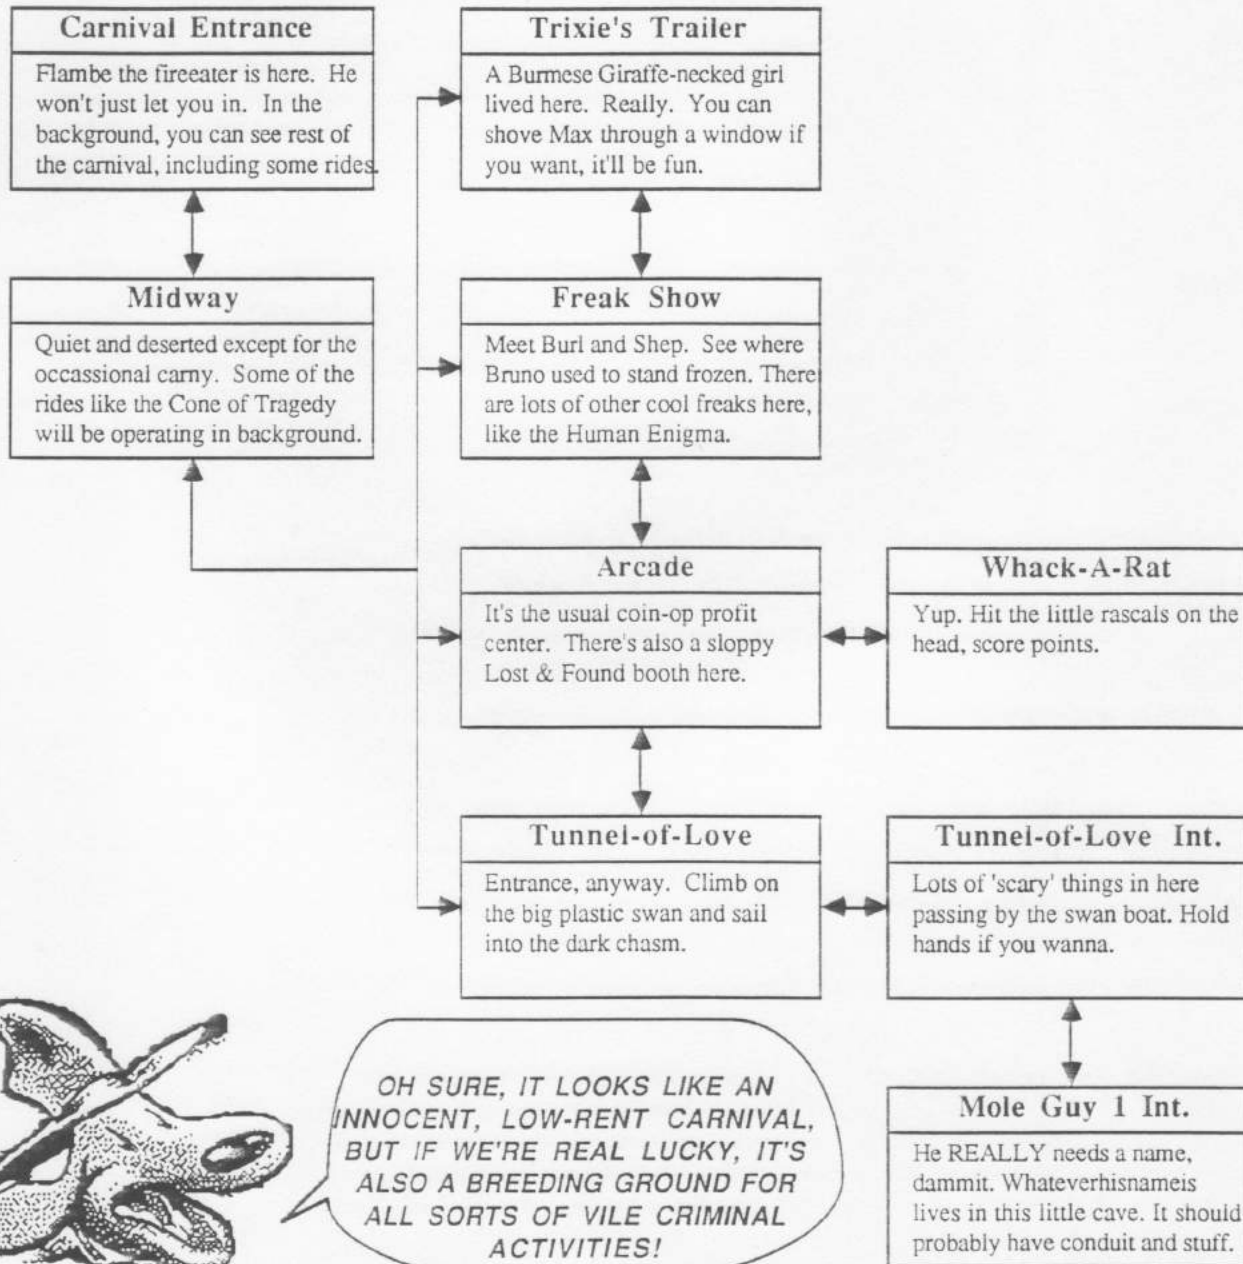 Carnival Entrance
Flambe the fireeater is here. He
won't just let you in. In the
background, you can see rest of
the carnival, including some rides.
Trixie's Trailer
A Burmese Giraffe-necked girl
lived here. Really. You can
shove Max through a window if
you want, it'll be fun.
Midway
Quiet and deserted except for the
occassional carny. Some of the
rides like the Cone of Tragedy
will be operating in background.
Freak Show
Meet Burl and Shep. See where
Bruno used to stand frozen. There
are lots of other cool freaks here,
like the Human Enigma.
Arcade
It's the usual coin-op profit
center. There's also a sloppy
Lost & Found booth here.
Whack-A-Rat
Yup. Hit the little rascals on the
head, score points.
Tunnel-of-Love
Entrance, anyway. Climb on
the big plastic swan and sail
into the dark chasm.
Tunnel-of-Love Int.
Lots of 'scary' things in here
passing by the swan boat. Hold
hands if you wanna.
Mole Guy 1 Int.
He REALLY needs a name,
dammit. Whateverhisnameis
lives in this little cave. It should
probably have conduit and stuff.
OH SURE, IT LOOKS LIKE AN
INNOCENT, LOW-RENT CARNIVAL,
BUT IF WE'RE REAL LUCKY, IT'S
ALSO A BREEDING GROUND FOR
ALL SORTS OF VILE CRIMINAL
ACTIVITIES!